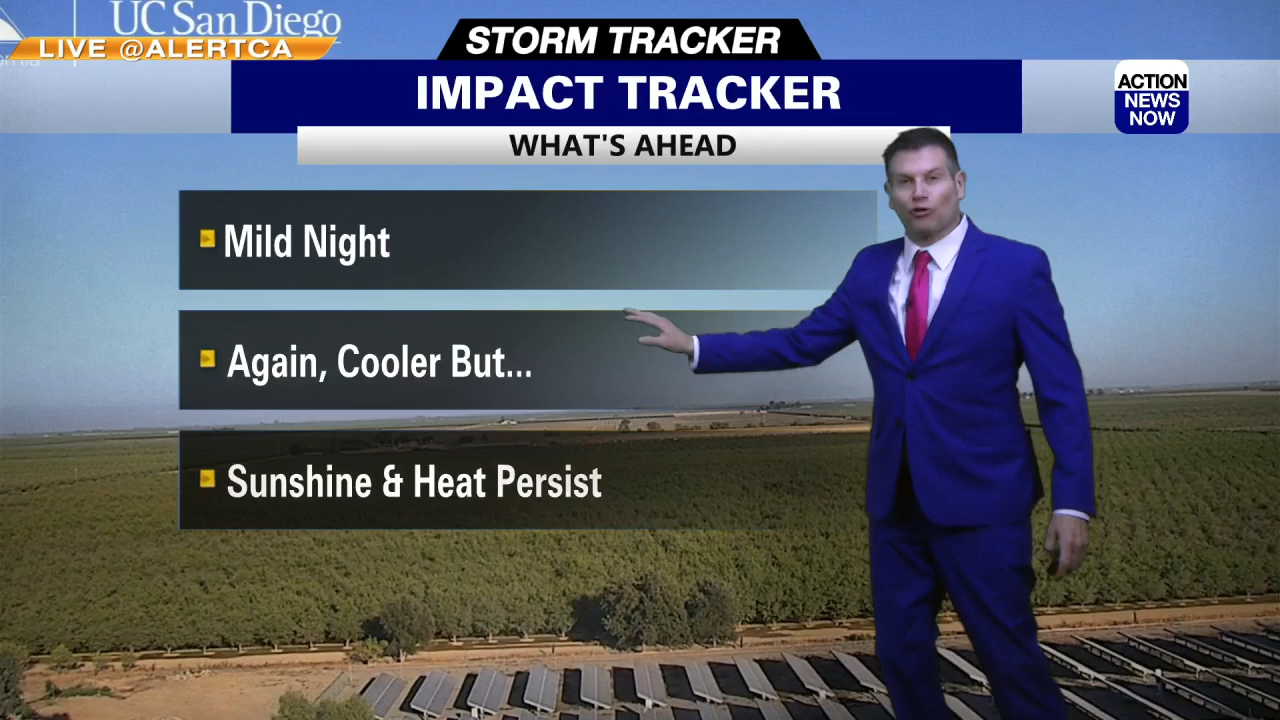 UC San Diego
LIVE @ALERTCA
STORM TRACKER
IMPACT TRACKER
WHAT'S AHEAD
ACTION
NEWS
NOW
Mild Night
Again, Cooler But...
Sunshine & Heat Persist